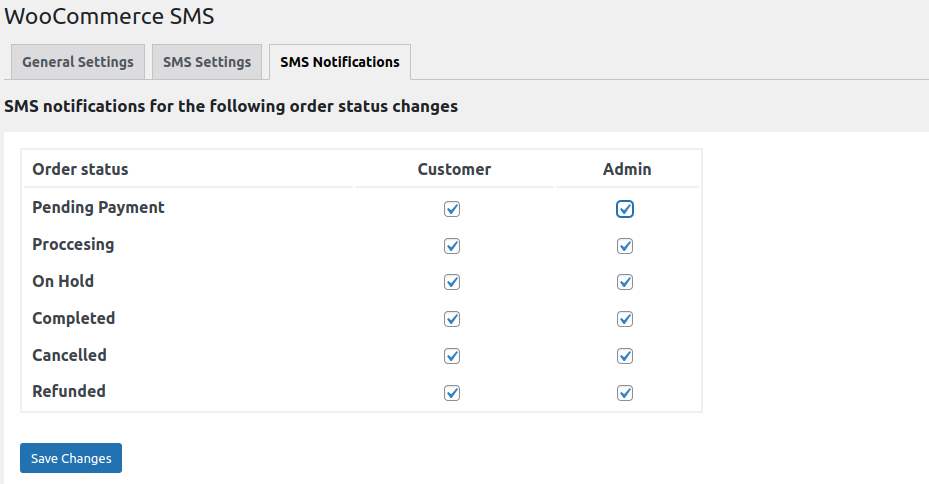 WooCommerce SMS
General Settings SMS Settings SMS Notifications
SMS notifications for the following order status changes
Order status Customer Admin
Pending Payment
Proccesing
On Hold
Completed
Cancelled
Refunded
Save Changes